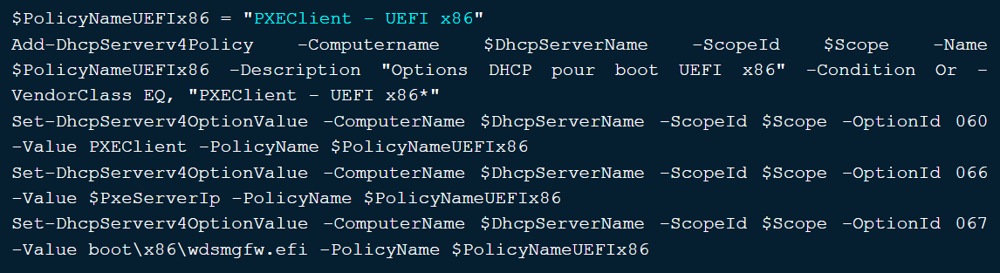 $PolicyNameUEFIx86 = "PXEClient - UEFI x86"
Add-DhcpServerv4Policy -Computername $DhcpServerName -ScopeId $Scope -Name
$PolicyNameUEFIx86 -Description "Options DHCP pour boot UEFI x86" -Condition Or -
VendorClass EQ, "PXEClient - UEFI x86*"
Set-DhcpServerv4OptionValue -ComputerName $DhcpServerName -ScopeId $Scope -OptionId 060
-Value PXEClient -PolicyName $PolicyNameUEFIx86
Set-DhcpServerv4OptionValue -ComputerName $DhcpServerName -ScopeId $Scope -OptionId 066
-Value $PxeServerIp -PolicyName $PolicyNameUEFIx86
Set-DhcpServerv4OptionValue -ComputerName $DhcpServerName -ScopeId $Scope -OptionId 067
-Value boot\x86\wdsmgfw.efi -PolicyName $PolicyNameUEFIx86